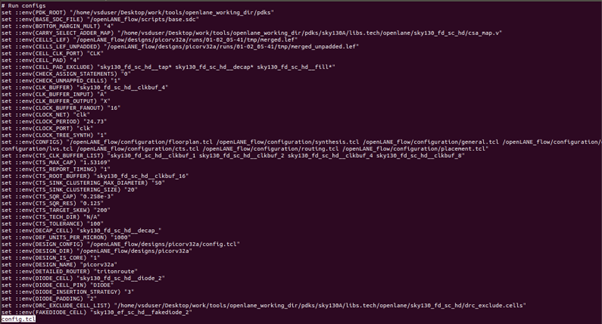 # Run configs
set ::env(PDK_ROOT) "/home/vsduser/Desktop/work/tools/openlane_working_dir/pdks"
set ::env(BASE_SDC_FILE) "/openLANE_flow/scripts/base.sdc"
set ::env(BOTTOM_MARGIN_MULT) "4"
set ::env(CARRY_SELECT_ADDER_MAP) "/home/vsduser/Desktop/work/tools/openlane_working_dir/pdks/sky130A/libs.tech/openlane/sky130_fd_sc_hd/csa_map.v"
set ::env(CELLS_LEF) "/openLANE_flow/designs/picorv32a/runs/01-02_05-41/tmp/merged.lef"
set ::env(CELLS_LEF_UNPADDED) "/openLANE_flow/designs/picorv32a/runs/01-02_05-41/tmp/merged_unpadded.lef"
set ::env(CELL_CLK_PORT) "CLK"
set ::env(CELL_PAD) "4"
set ::env(CELL_PAD_EXCLUDE) "sky130_fd_sc_hd__tap* sky130_fd_sc_hd__decap* sky130_fd_sc_hd__fill*"
set ::env(CHECK_ASSIGN_STATEMENTS) "0"
set ::env(CHECK_UNMAPPED_CELLS) "1"
set ::env(CLK_BUFFER) "sky130_fd_sc_hd__clkbuf_4"
set ::env(CLK_BUFFER_INPUT) "A"
set ::env(CLK_BUFFER_OUTPUT) "X"
set ::env(CLOCK_BUFFER_FANOUT) "16"
set ::env(CLOCK_NET) "clk"
set ::env(CLOCK_PERIOD) "24.73"
set ::env(CLOCK_PORT) "clk"
set ::env(CLOCK_TREE_SYNTH) "1"
set ::env(CONFIGS) "/openLANE_flow/configuration/floorplan.tcl /openLANE_flow/configuration/synthesis.tcl /openLANE_flow/configuration/general.tcl /openLANE_flow/configuration/
configuration/lvs.tcl /openLANE_flow/configuration/cts.tcl /openLANE_flow/configuration/routing.tcl /openLANE_flow/configuration/placement.tcl"
set ::env(CTS_CLK_BUFFER_LIST) "sky130_fd_sc_hd__clkbuf_1 sky130_fd_sc_hd__clkbuf_2 sky130_fd_sc_hd__clkbuf_4 sky130_fd_sc_hd__clkbuf_8"
set ::env(CTS_MAX_CAP) "1.53169"
set ::env(CTS_REPORT_TIMING) "1"
set ::env(CTS_ROOT_BUFFER) "sky130_fd_sc_hd__clkbuf_16"
set ::env(CTS_SINK_CLUSTERING_MAX_DIAMETER) "50"
set ::env(CTS_SINK_CLUSTERING_SIZE) "20"
set ::env(CTS_SQR_CAP) "0.258e-3"
set ::env(CTS_SQR_RES) "0.125"
set ::env(CTS_TARGET_SKEW) "200"
set ::env(CTS_TECH_DIR) "N/A"
set ::env(CTS_TOLERANCE) "100"
set ::env(DECAP_CELL) "sky130_fd_sc_hd__decap_"
set ::env(DEF_UNITS_PER_MICRON) "1000"
set ::env(DESIGN_CONFIG) "/openLANE_flow/designs/picorv32a/config.tcl"
set ::env(DESIGN_DIR) "/openLANE_flow/designs/picorv32a"
set ::env(DESIGN_IS_CORE) "1"
set ::env(DESIGN_NAME) "picorv32a"
set ::env(DETAILED_ROUTER) "tritonroute"
set ::env(DIODE_CELL) "sky130_fd_sc_hd__diode_2"
set ::env(DIODE_CELL_PIN) "DIODE"
set ::env(DIODE_INSERTION_STRATEGY) "3"
set ::env(DIODE_PADDING) "2"
set ::env(DRC_EXCLUDE_CELL_LIST) "/home/vsduser/Desktop/work/tools/openlane_working_dir/pdks/sky130A/libs.tech/openlane/sky130_fd_sc_hd/drc_exclude.cells"
set ::env(FAKEDIODE_CELL) "sky130_ef_sc_hd__fakediode_2"
config.tcl